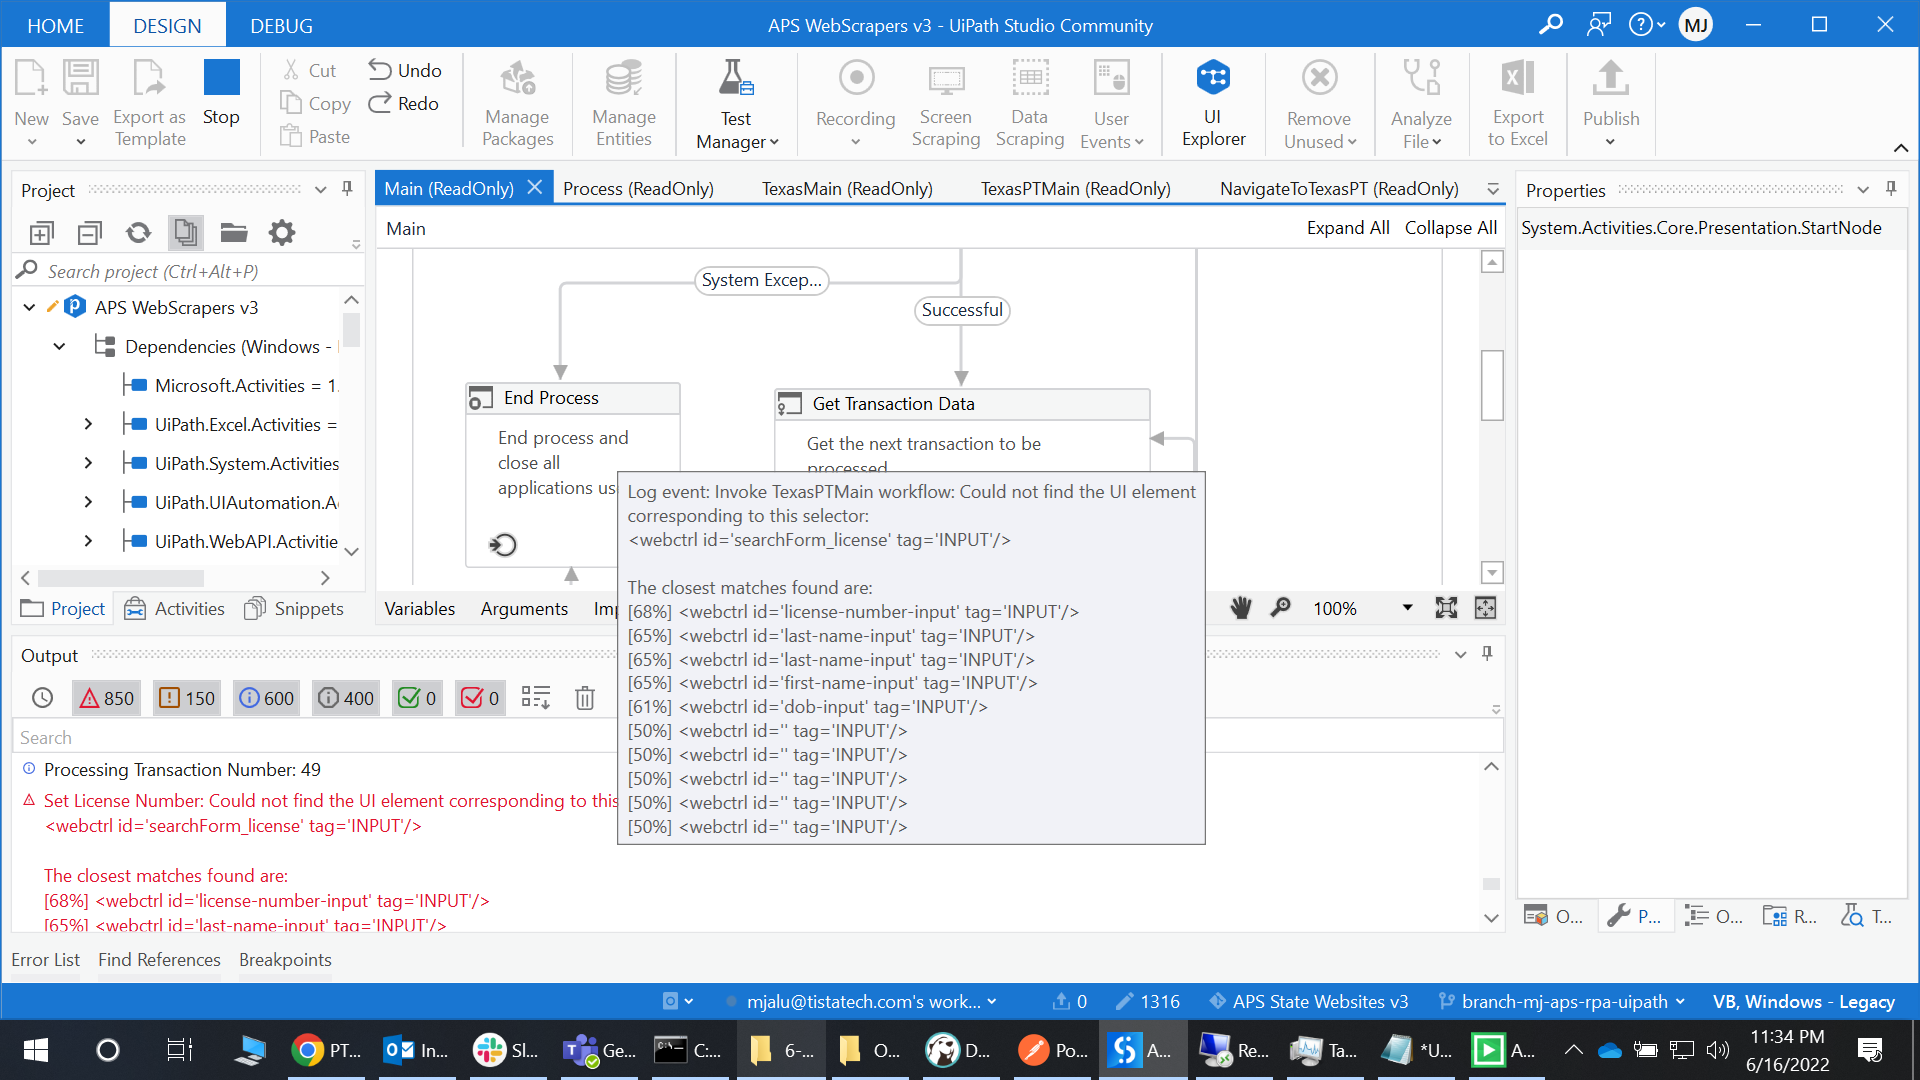 HOME
DESIGN
DEBUG
APS WebScrapers v3 - UiPath Studio Community
MJ
New
Save
Export as
Template
Stop
Cut
Copy
Paste
Undo
Redo
Manage
Packages
Manage
Entities
Test
Manager
Recording
Screen
Scraping
Data
Scraping
User
Events
UI
Explorer
Remove
Unused
Analyze
File
Export
to Excel
Publish
Project
Search project (Ctrl+Alt+P)
APS WebScrapers v3
Dependencies (Windows -
Microsoft.Activities = 1.
UiPath.Excel.Activities =
UiPath.System.Activities
UiPath.UIAutomation.A
UiPath.WebAPI.Activitie
Project
Activities
Snippets
Main (ReadOnly)
Process (ReadOnly)
TexasMain (ReadOnly)
TexasPTMain (ReadOnly)
NavigateToTexasPT (ReadOnly)
Main
Expand All
Collapse All
System Excep...
Successful
End Process
End process and
close all
applications us
Get Transaction Data
Get the next transaction to be
processed
Log event: Invoke TexasPTMain workflow: Could not find the UI element
corresponding to this selector:
<webctrl id='searchForm_license' tag='INPUT'/>
The closest matches found are:
[68%] <webctrl id='license-number-input' tag='INPUT'/>
[65%] <webctrl id='last-name-input' tag='INPUT'/>
[65%] <webctrl id='last-name-input' tag='INPUT'/>
[65%] <webctrl id='first-name-input' tag='INPUT'/>
[61%] <webctrl id='dob-input' tag='INPUT'/>
[50%] <webctrl id='' tag='INPUT'/>
[50%] <webctrl id='' tag='INPUT'/>
[50%] <webctrl id='' tag='INPUT'/>
[50%] <webctrl id='' tag='INPUT'/>
[50%] <webctrl id='' tag='INPUT'/>
Variables
Arguments
Imp
100%
Properties
System.Activities.Core.Presentation.StartNode
O...
P...
O...
R...
T...
Output
850
150
600
400
0
0
Search
Processing Transaction Number: 49
Set License Number: Could not find the UI element corresponding to this
<webctrl id='searchForm_license' tag='INPUT'/>
The closest matches found are:
[68%] <webctrl id='license-number-input' tag='INPUT'/>
[65%] <webctrl id='last-name-input' tag='INPUT'/>
Error List
Find References
Breakpoints
mjalu@tistatech.com's work...
0
1316
APS State Websites v3
branch-mj-aps-rpa-uipath
VB, Windows - Legacy
PT...
In...
Sl...
Ge...
C:...
6-...
O...
D...
Po...
A...
Re...
Ta...
*U...
A...
11:34 PM
6/16/2022